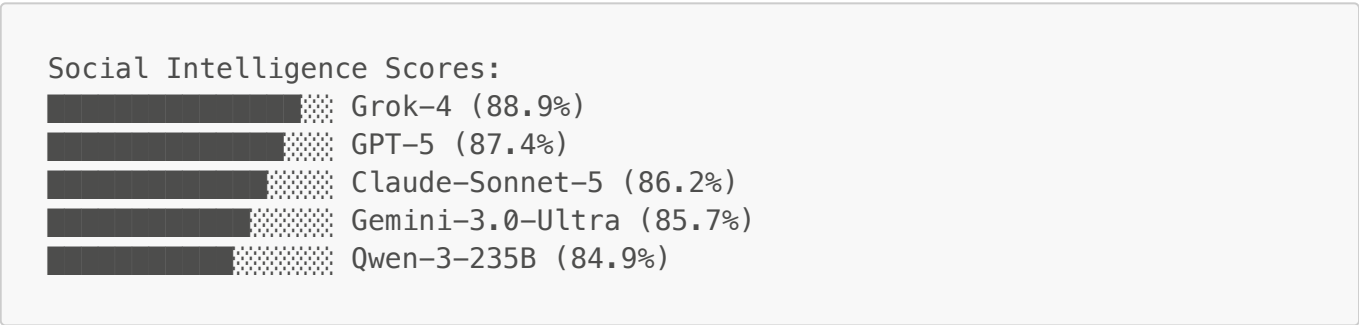 Social Intelligence Scores:
███████████████░░ Grok-4 (88.9%)
██████████████░░░ GPT-5 (87.4%)
█████████████░░░░ Claude-Sonnet-5 (86.2%)
████████████░░░░░ Gemini-3.0-Ultra (85.7%)
███████████░░░░░░ Qwen-3-235B (84.9%)